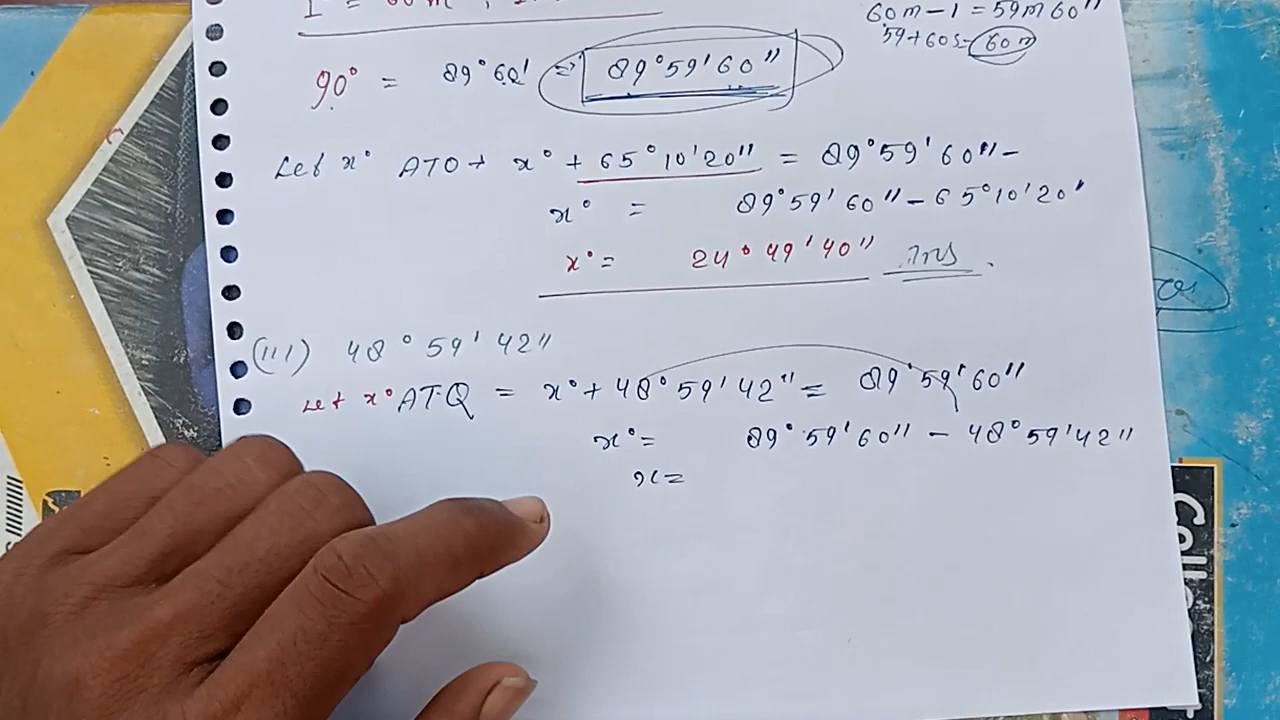 60m-1 = 59m 60"
59+60s= 60m
90° = 89°60' => 89°59'60"
Let x° ATO + x° + 65°10'20" = 89°59'60" -
x° = 89°59'60" - 65°10'20"
x° = 24°49'40" Ans.
(iii) 48°59'42"
Let x° ATQ = x° + 48°59'42" = 89°59'60"
x° = 89°59'60" - 48°59'42"
x=